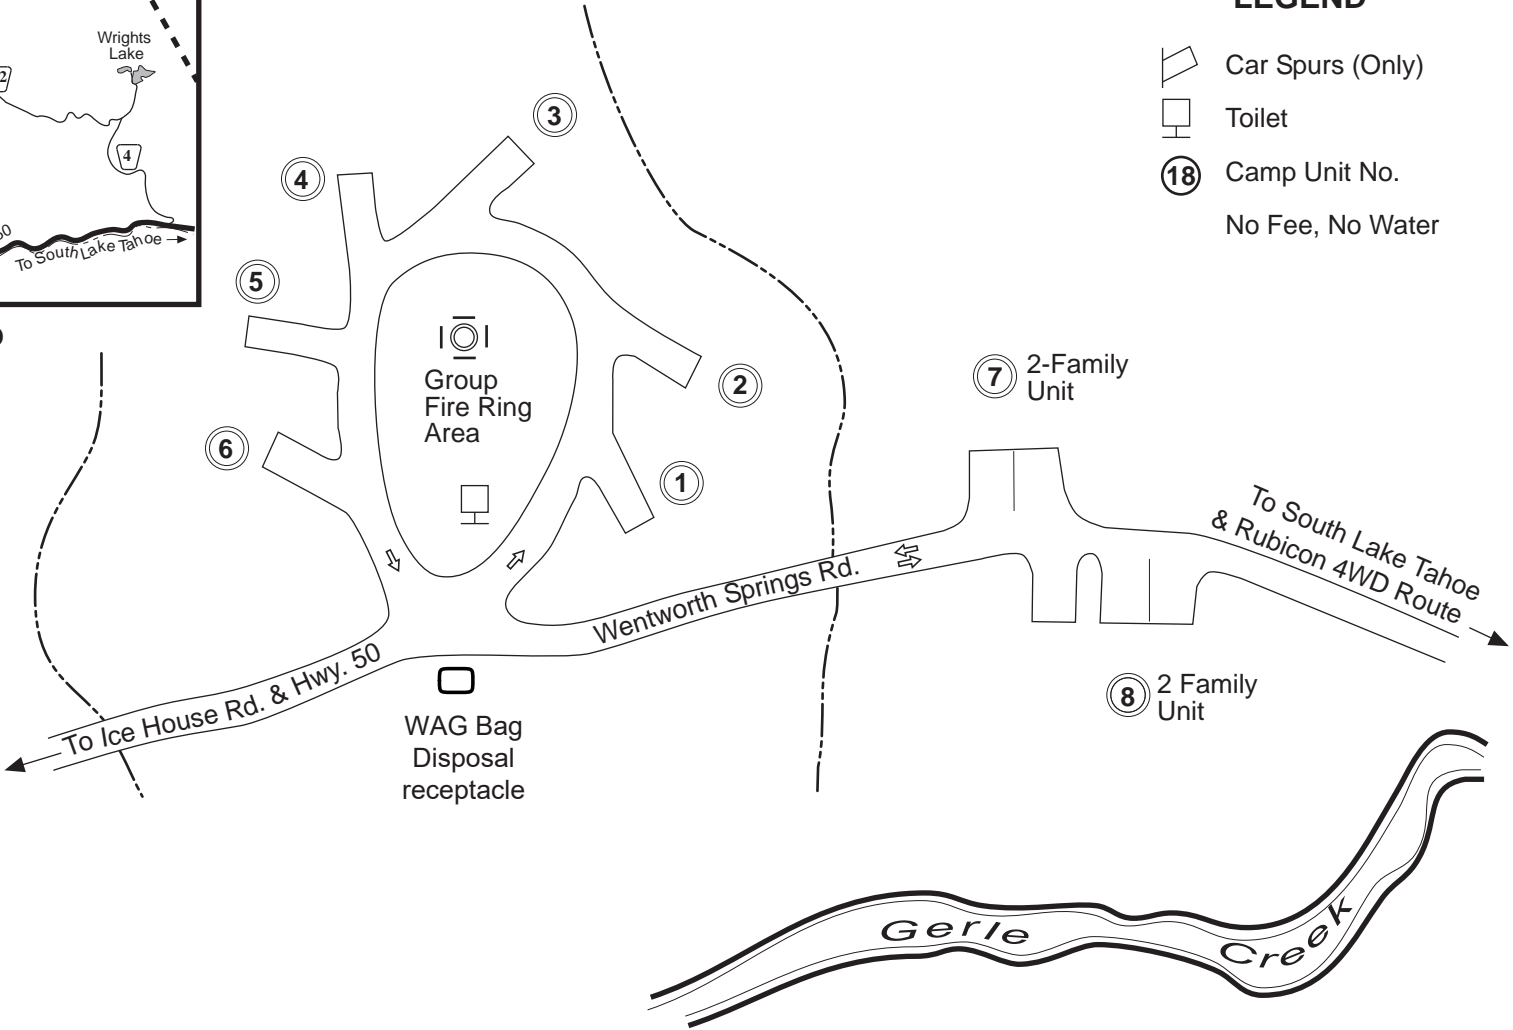 LEGEND
Car Spurs (Only)
Toilet
18 Camp Unit No.
No Fee, No Water
Wrights
Lake
2
4
To South Lake Tahoe
3
4
5
6
2
1
Group
Fire Ring
Area
7 2-Family
Unit
To South Lake Tahoe
& Rubicon 4WD Route
Wentworth Springs Rd.
To Ice House Rd. & Hwy. 50
8 2 Family
Unit
WAG Bag
Disposal
receptacle
Gerle Creek